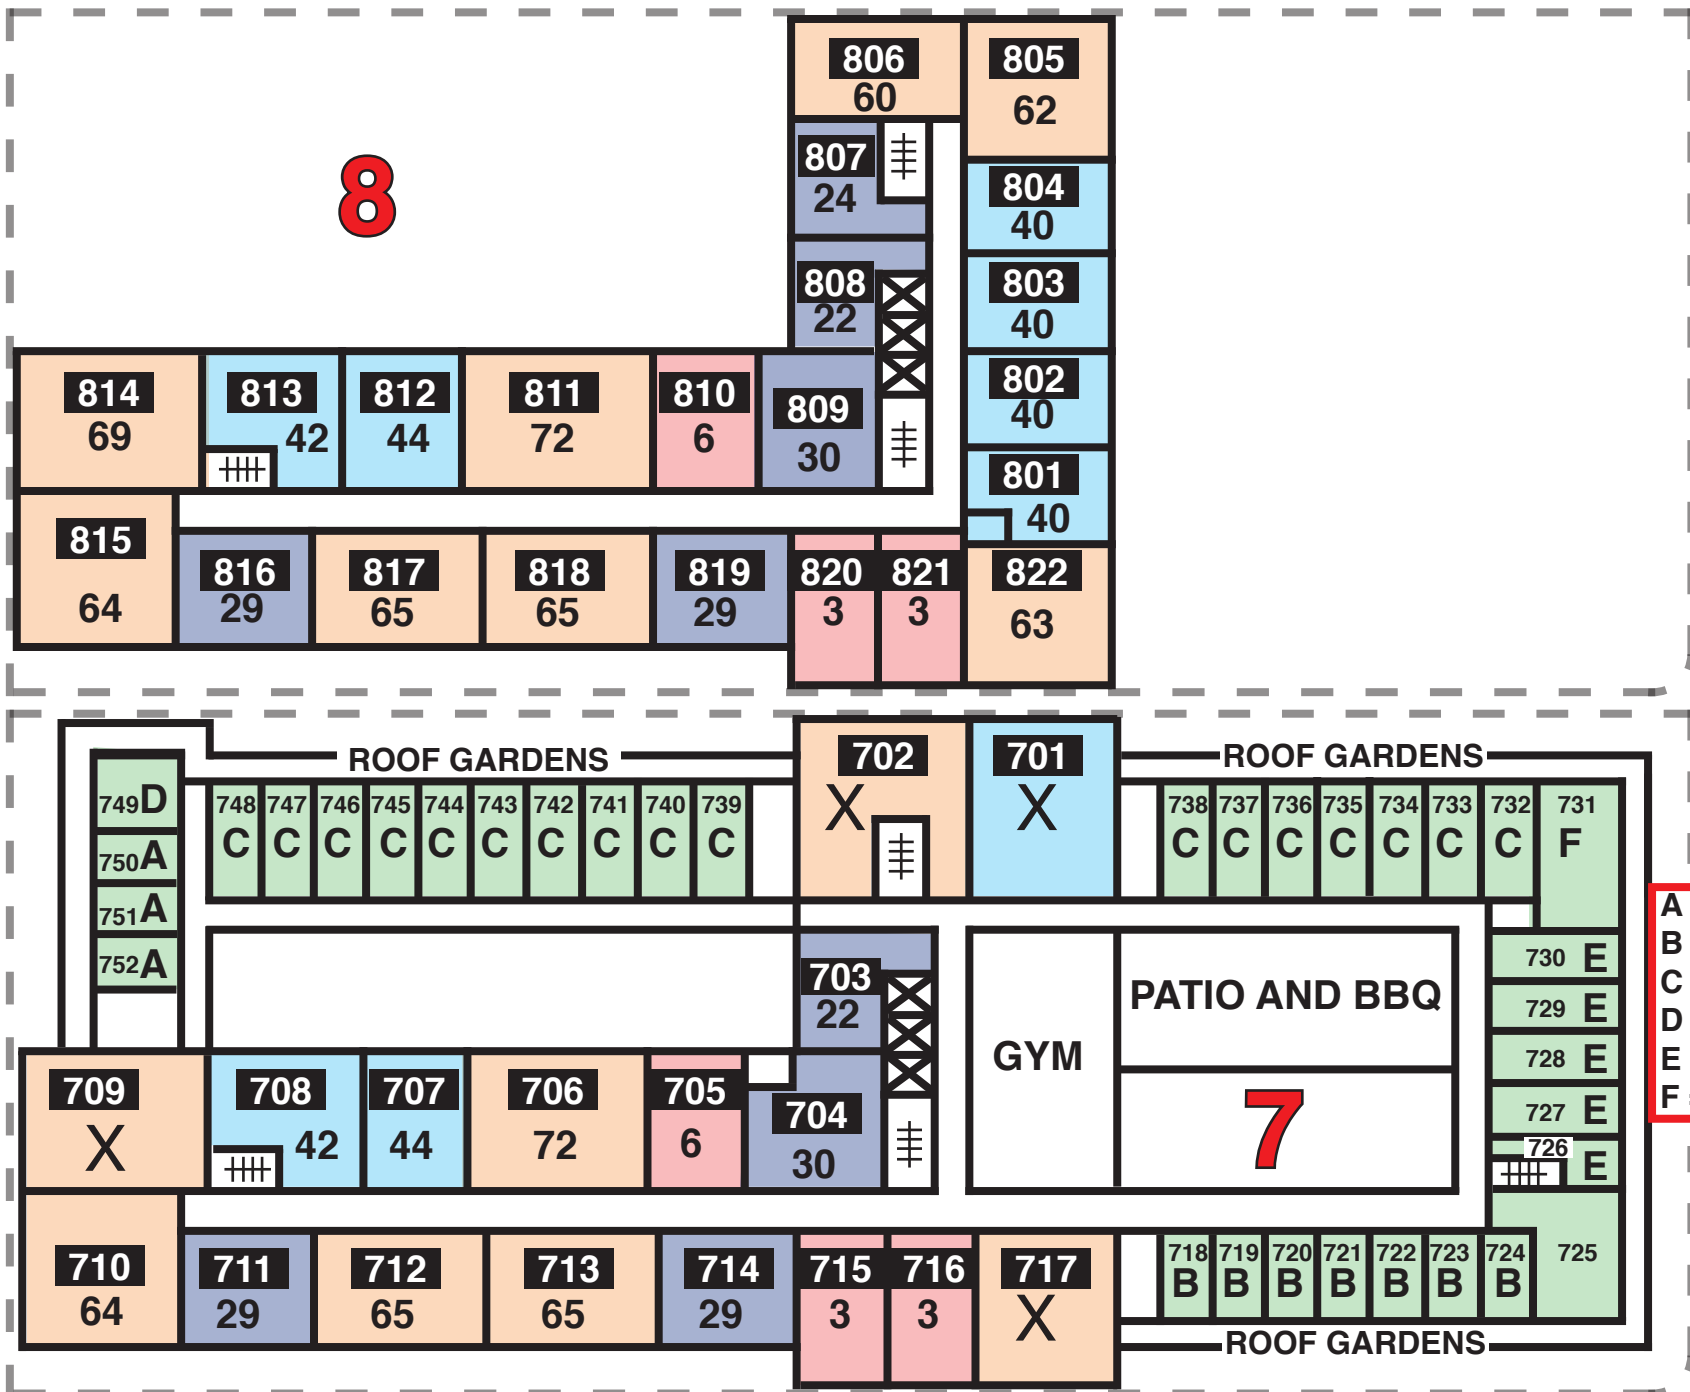 806
60
805
62
807
24
804
40
8
808
22
803
40
814
69
813
42
812
44
811
72
810
6
809
30
802
40
801
40
815
64
816
29
817
65
818
65
819
29
820
3
821
3
822
63
ROOF GARDENS
702
X
701
X
ROOF GARDENS
749 D
750 A
751 A
752 A
748 747 746 745 744 743 742 741 740 739
C C C C C C C C C C
738 737 736 735 734 733 732 731
C C C C C C C F
A
B
C
D
E
F
703
22
GYM
PATIO AND BBQ
7
730 E
729 E
728 E
727 E
726 E
709
X
708
42
707
44
706
72
705
6
704
30
710
64
711
29
712
65
713
65
714
29
715
3
716
3
717
X
718 719 720 721 722 723 724 725
B B B B B B B
ROOF GARDENS